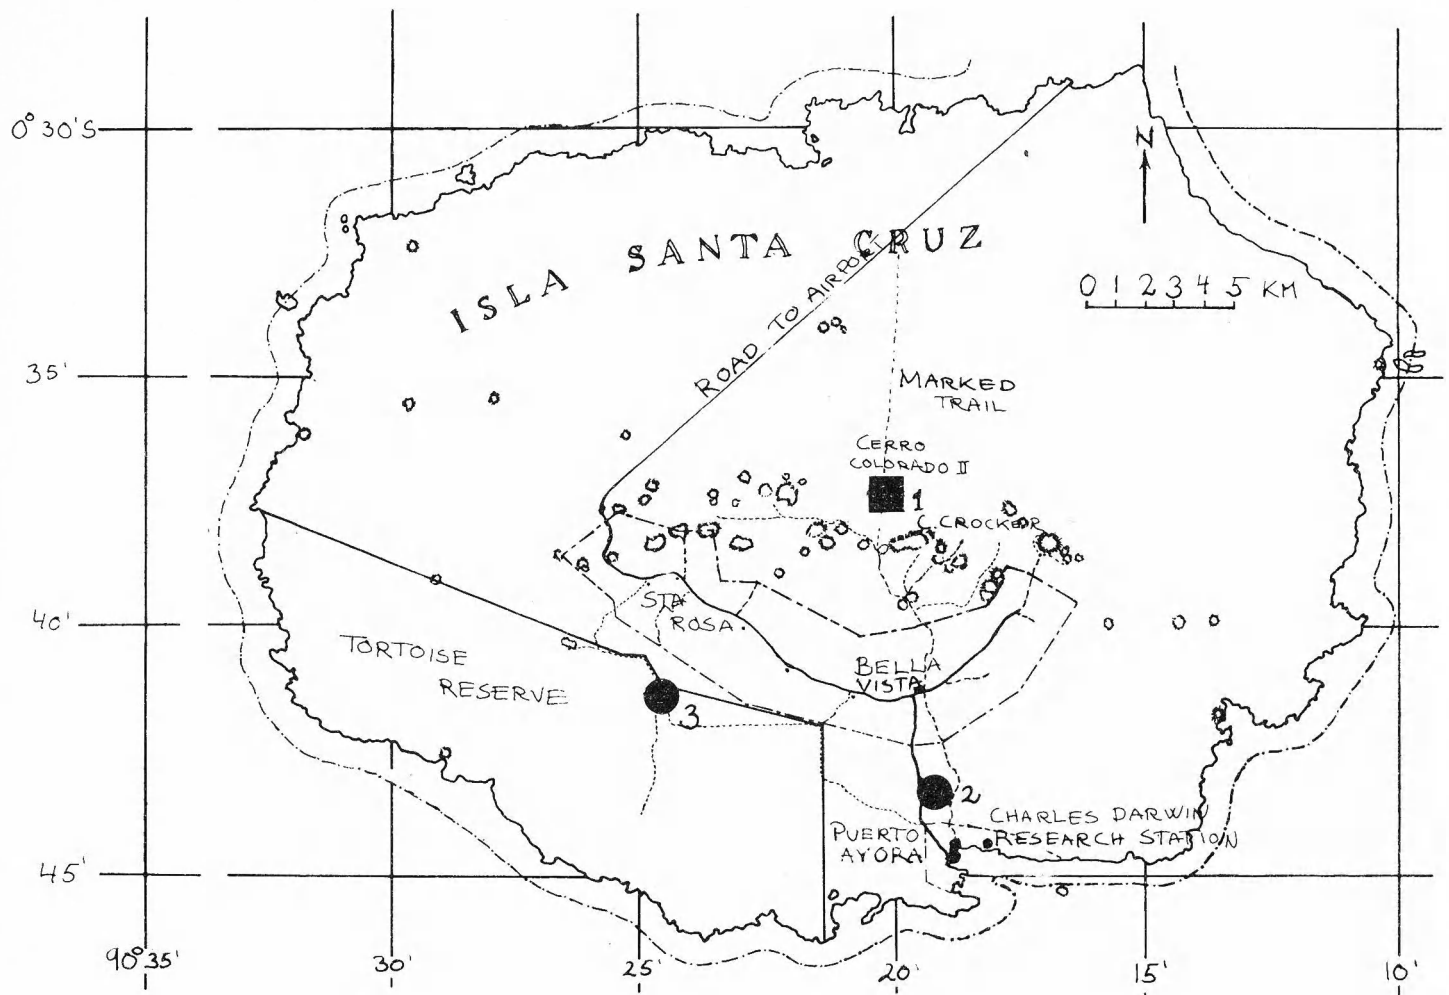 0° 30'S
N
ISLA SANTA CRUZ
0 1 2 3 4 5 KM
ROAD TO AIRPORT
35'
MARKED
TRAIL
CERRO
COLORADO II
1
C. CROCKER
STA
ROSA
40'
TORTOISE
RESERVE
BELLA
VISTA
3
2
CHARLES DARWIN
RESEARCH STATION
PUERTO
AYORA
45'
90° 35'
30'
25'
20'
15'
10'